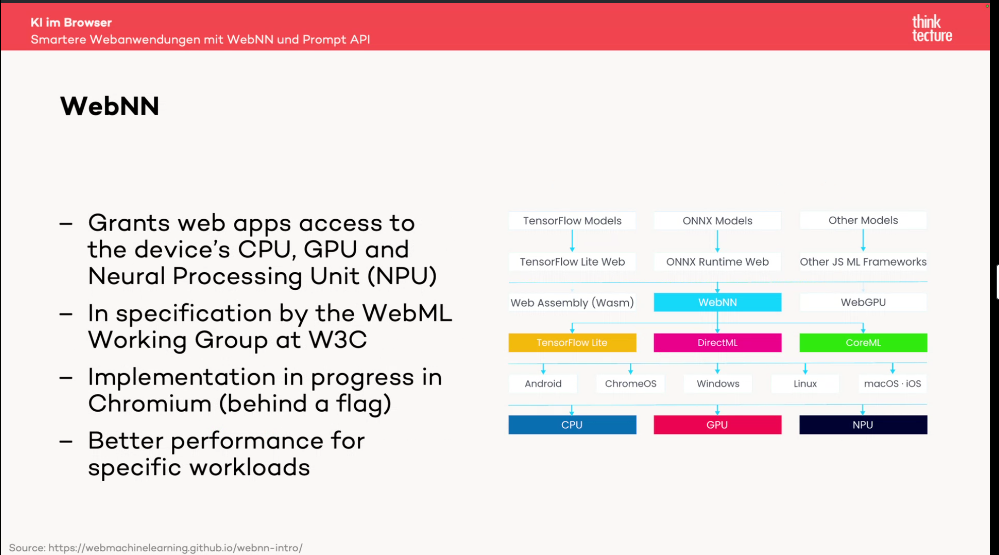 KI im Browser
Smartere Webanwendungen mit WebNN und Prompt API
think
tecture
WebNN
– Grants web apps access to
the device's CPU, GPU and
Neural Processing Unit (NPU)
– In specification by the WebML
Working Group at W3C
– Implementation in progress in
Chromium (behind a flag)
– Better performance for
specific workloads
TensorFlow Models ONNX Models Other Models
TensorFlow Lite Web ONNX Runtime Web Other JS ML Frameworks
Web Assembly (Wasm) WebNN WebGPU
TensorFlow Lite DirectML CoreML
Android ChromeOS Windows Linux macOS · iOS
CPU GPU NPU
Source: https://webmachinelearning.github.io/webnn-intro/